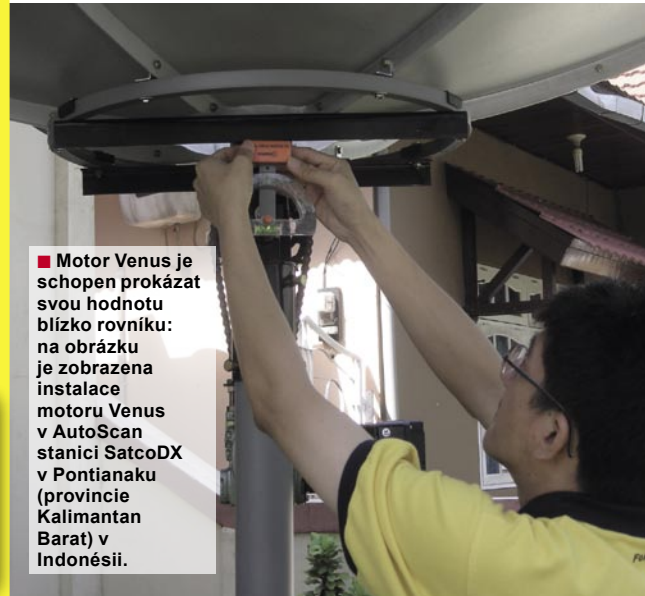 ■ Motor Venus je
schopen prokázat
svou hodnotu
blízko rovníku:
na obrázku
je zobrazena
instalace
motoru Venus
v AutoScan
stanici SatcoDX
v Pontianaku
(provincie
Kalimantan
Barat) v
Indonésii.